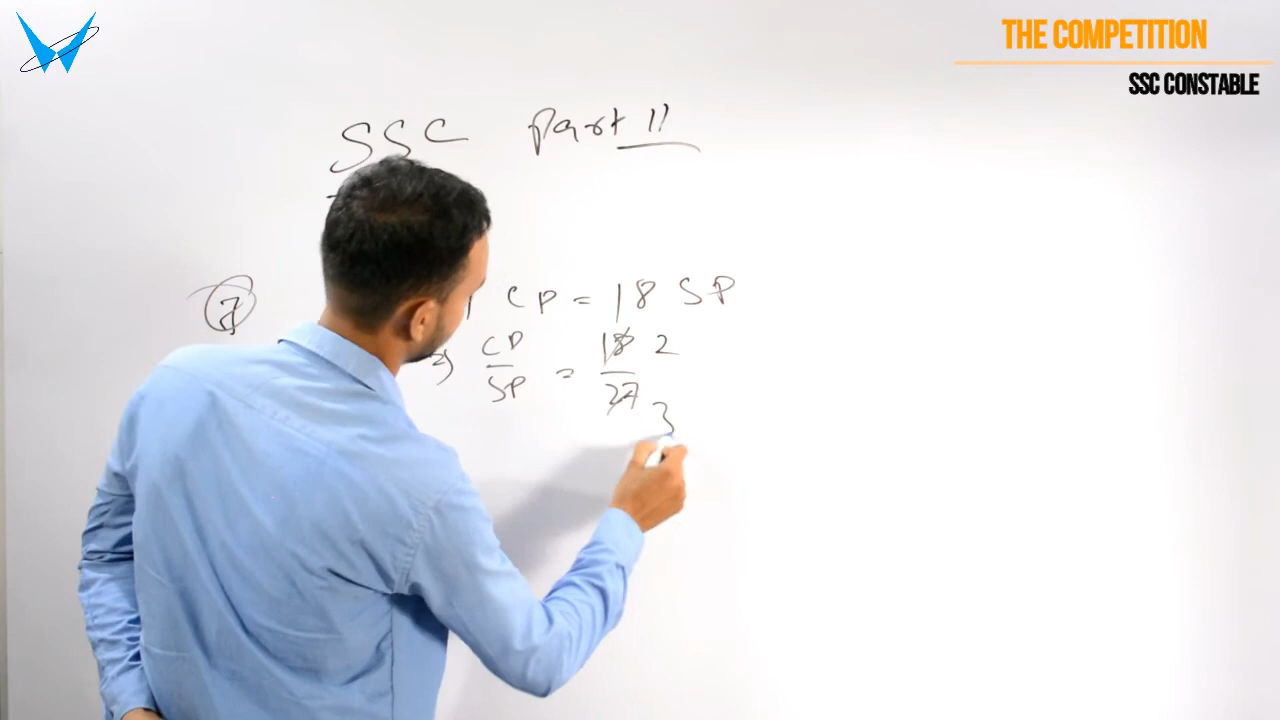 THE COMPETITION
SSC CONSTABLE
SSC Part 11
7 CP = 18 SP
CP 18 2
=
SP 27 3